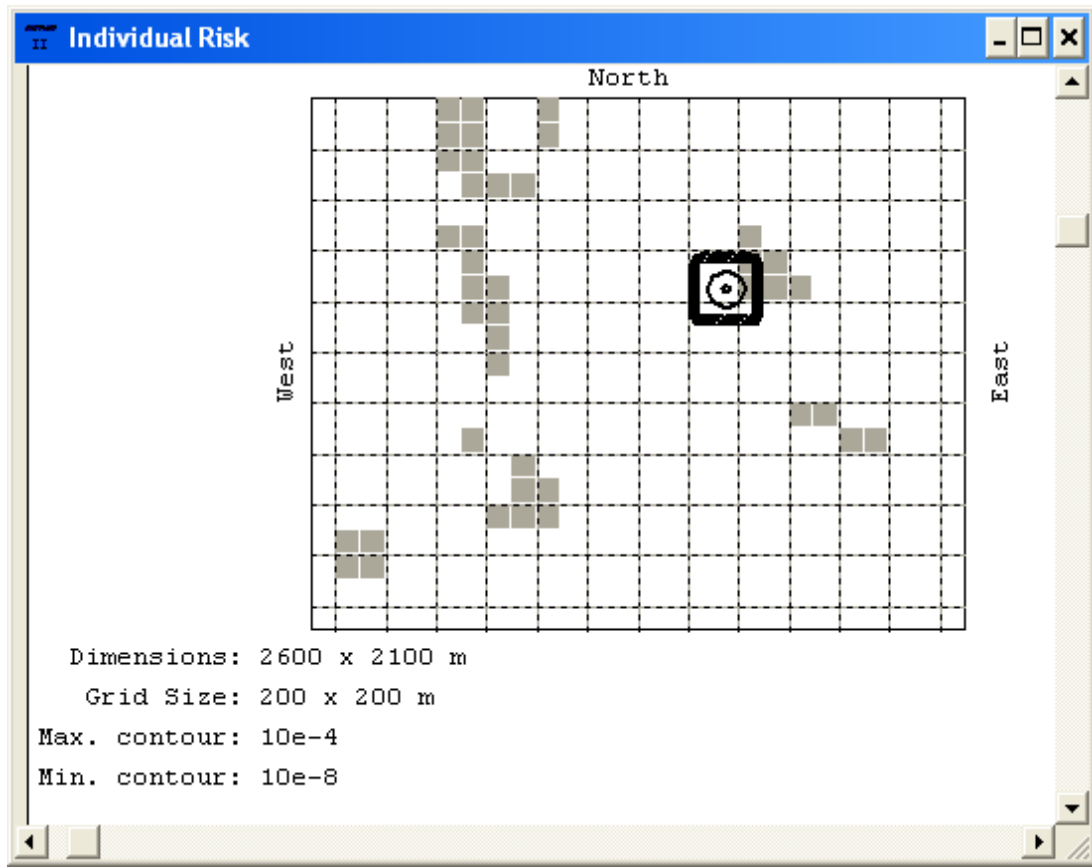 Individual Risk
North
West
East
Dimensions: 2600 x 2100 m
Grid Size: 200 x 200 m
Max. contour: 10e-4
Min. contour: 10e-8